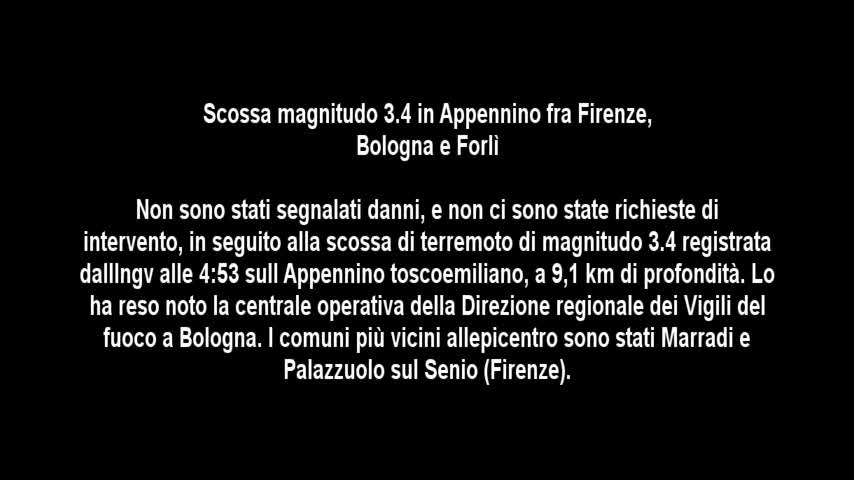 Scossa magnitudo 3.4 in Appennino fra Firenze,
Bologna e Forlì
Non sono stati segnalati danni, e non ci sono state richieste di
intervento, in seguito alla scossa di terremoto di magnitudo 3.4 registrata
dallIngv alle 4:53 sull Appennino toscoemiliano, a 9,1 km di profondità. Lo
ha reso noto la centrale operativa della Direzione regionale dei Vigili del
fuoco a Bologna. I comuni più vicini allepicentro sono stati Marradi e
Palazzuolo sul Senio (Firenze).